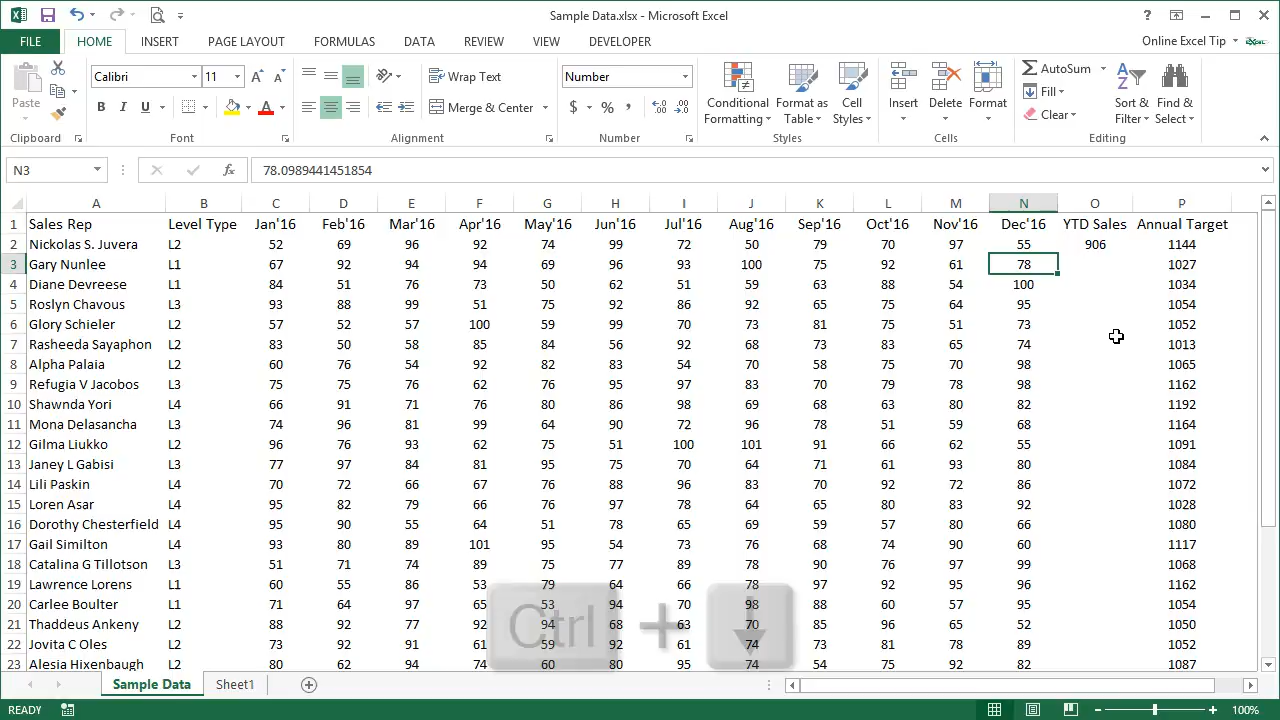 Sample Data.xlsx - Microsoft Excel
FILE HOME INSERT PAGE LAYOUT FORMULAS DATA REVIEW VIEW DEVELOPER Online Excel Tip
Paste Calibri 11 A A Wrap Text Number AutoSum
B I U A Merge & Center $ % , Conditional Formatting Format as Table Cell Styles Insert Delete Format Fill Clear Sort & Filter Find & Select
Clipboard Font Alignment Number Styles Cells Editing
N3 fx 78.0989441451854
A B C D E F G H I J K L M N O P
1 Sales Rep Level Type Jan'16 Feb'16 Mar'16 Apr'16 May'16 Jun'16 Jul'16 Aug'16 Sep'16 Oct'16 Nov'16 Dec'16 YTD Sales Annual Target
2 Nickolas S. Juvera L2 52 69 96 92 74 99 72 50 79 70 97 55 906 1144
3 Gary Nunlee L1 67 92 94 94 69 96 93 100 75 92 61 78 1027
4 Diane Devreese L1 84 51 76 73 50 62 51 59 63 88 54 100 1034
5 Roslyn Chavous L3 93 88 99 51 75 92 86 92 65 75 64 95 1054
6 Glory Schieler L2 57 52 57 100 59 99 70 73 81 75 51 73 1052
7 Rasheeda Sayaphon L2 83 50 58 85 84 56 92 68 73 83 65 74 1013
8 Alpha Palaia L2 60 76 54 92 82 83 54 70 58 75 70 98 1065
9 Refugia V Jacobos L3 75 75 76 62 76 95 97 83 70 79 78 98 1162
10 Shawnda Yori L4 66 91 71 76 80 86 98 69 68 63 80 82 1192
11 Mona Delasancha L3 74 96 81 99 64 90 72 96 78 51 59 68 1164
12 Gilma Liukko L2 96 76 93 62 75 51 100 101 91 66 62 55 1091
13 Janey L Gabisi L3 77 97 84 81 95 75 70 64 71 61 93 80 1084
14 Lili Paskin L4 70 72 66 67 76 88 96 83 70 92 72 86 1072
15 Loren Asar L4 95 82 79 66 76 97 78 64 65 80 83 92 1028
16 Dorothy Chesterfield L4 95 90 55 64 51 78 65 69 59 57 80 66 1080
17 Gail Similton L4 93 80 89 101 95 54 73 76 68 74 90 60 1117
18 Catalina G Tillotson L3 51 71 74 89 75 77 89 78 90 76 97 99 1068
19 Lawrence Lorens L1 60 55 86 53 79 64 66 78 97 92 95 96 1162
20 Carlee Boulter L1 71 64 97 65 53 94 70 98 88 60 57 95 1054
21 Thaddeus Ankeny L2 88 92 77 92 94 68 63 70 85 96 65 52 1050
22 Jovita C Oles L2 73 92 91 61 59 92 61 74 73 81 78 89 1087
23 Alesia Hixenbaugh L2 80 62 94 74 60 80 95 74 54 75 92 82 1087
Ctrl +
Sample Data Sheet1
READY 100%